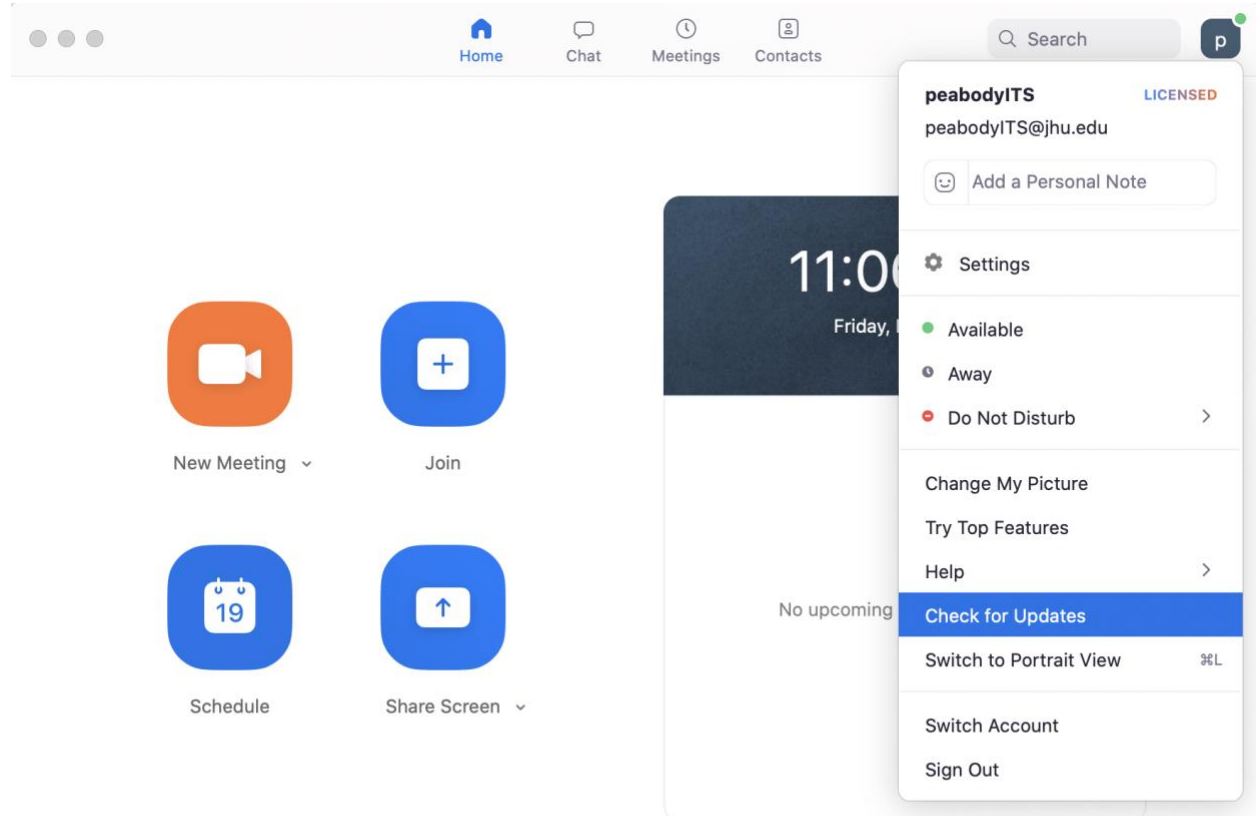 Home
Chat
Meetings
Contacts
Search
p
peabodyITS
LICENSED
peabodyITS@jhu.edu
Add a Personal Note
Settings
Available
Away
Do Not Disturb
Change My Picture
Try Top Features
Help
Check for Updates
Switch to Portrait View ⌘L
Switch Account
Sign Out
11:0
Friday,
No upcoming
New Meeting
Join
19
Schedule
Share Screen